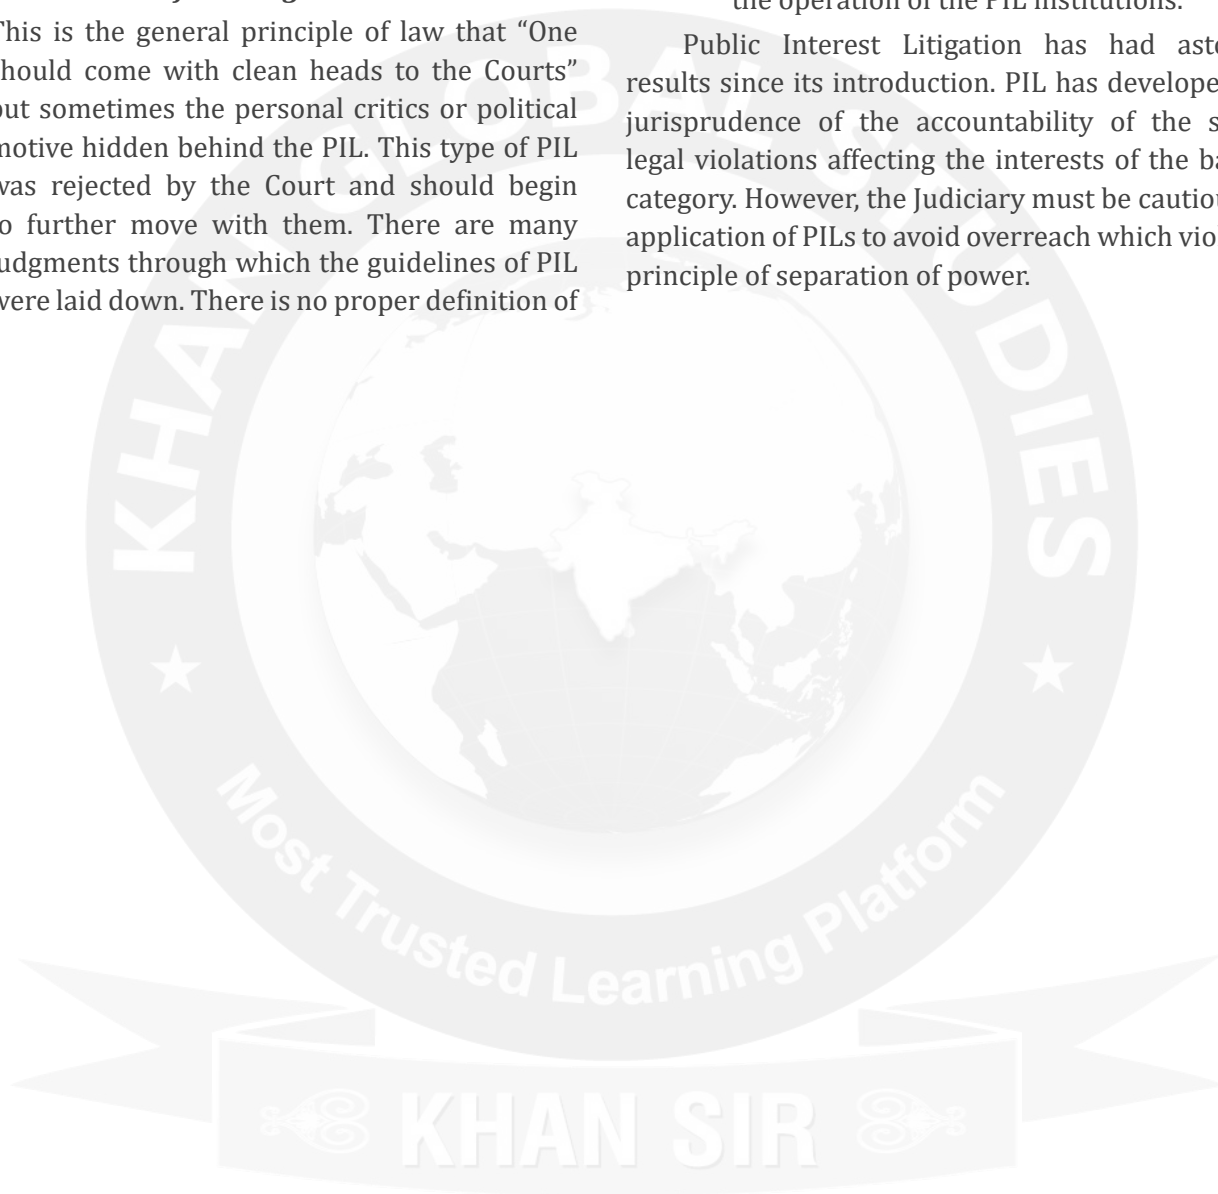 This is the general principle of law that “One
should come with clean heads to the Courts”
but sometimes the personal critics or political
motive hidden behind the PIL. This type of PIL
was rejected by the Court and should begin
to further move with them. There are many
judgments through which the guidelines of PIL
were laid down. There is no proper definition of
the operation of the PIL institutions.
Public Interest Litigation has had
results since its introduction. PIL has
jurisprudence of the accountability of the
legal violations affecting the interests of the
category. However, the Judiciary must be
application of PILs to avoid overreach which
principle of separation of power.
KHAN GLOBAL STUDIES
Most Trusted Learning Platform
KHAN SIR